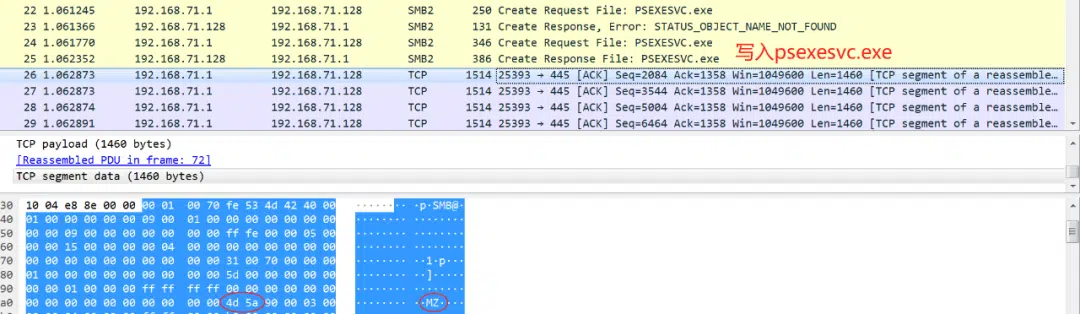 22 1.061245 192.168.71.1 192.168.71.128 SMB2 250 Create Request File: PSEXESVC.exe
23 1.061366 192.168.71.128 192.168.71.1 SMB2 131 Create Response, Error: STATUS_OBJECT_NAME_NOT_FOUND
24 1.061770 192.168.71.1 192.168.71.128 SMB2 346 Create Request File: PSEXESVC.exe
写入psexesvc.exe
25 1.062352 192.168.71.128 192.168.71.1 SMB2 386 Create Response File: PSEXESVC.exe
26 1.062873 192.168.71.1 192.168.71.128 TCP 1514 25393 → 445 [ACK] Seq=2084 Ack=1358 Win=1049600 Len=1460 [TCP segment of a reassemble…
27 1.062873 192.168.71.1 192.168.71.128 TCP 1514 25393 → 445 [ACK] Seq=3544 Ack=1358 Win=1049600 Len=1460 [TCP segment of a reassemble…
28 1.062874 192.168.71.1 192.168.71.128 TCP 1514 25393 → 445 [ACK] Seq=5004 Ack=1358 Win=1049600 Len=1460 [TCP segment of a reassemble…
29 1.062891 192.168.71.1 192.168.71.128 TCP 1514 25393 → 445 [ACK] Seq=6464 Ack=1358 Win=1049600 Len=1460 [TCP segment of a reassemble…
TCP payload (1460 bytes)
[Reassembled PDU in frame: 72]
TCP segment data (1460 bytes)
30 10 04 e8 8e 00 00 00 01 00 70 fe 53 4d 42 40 00 ········ ·p·SMB@·
40 01 00 00 00 00 00 09 00 01 00 00 00 00 00 00 00 ········ ········
50 00 00 09 00 00 00 00 00 00 00 ff fe 00 00 05 00 ········ ········
60 00 00 15 00 00 00 00 04 00 00 00 00 00 00 00 00 ········ ········
70 00 00 00 00 00 00 00 00 00 00 31 00 70 00 00 00 ········ ··1·p···
80 01 00 00 00 00 00 00 00 00 00 5d 00 00 00 00 00 ········ ··]·····
90 00 00 01 00 00 00 ff ff ff ff 00 00 00 00 00 00 ········ ········
a0 00 00 00 00 00 00 00 00 00 00 4d 5a 90 00 03 00 ········ ··MZ····